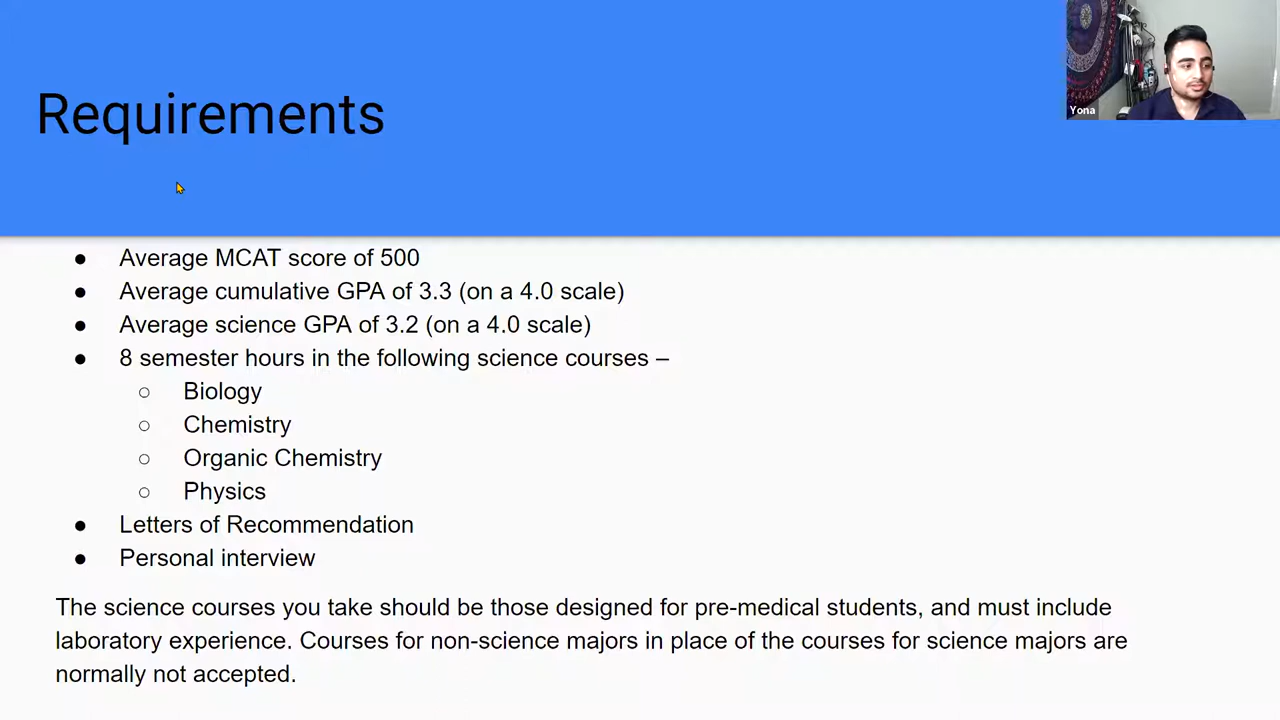 Requirements
Yona
● Average MCAT score of 500
● Average cumulative GPA of 3.3 (on a 4.0 scale)
● Average science GPA of 3.2 (on a 4.0 scale)
● 8 semester hours in the following science courses –
○ Biology
○ Chemistry
○ Organic Chemistry
○ Physics
● Letters of Recommendation
● Personal interview
The science courses you take should be those designed for pre-medical students, and must include
laboratory experience. Courses for non-science majors in place of the courses for science majors are
normally not accepted.